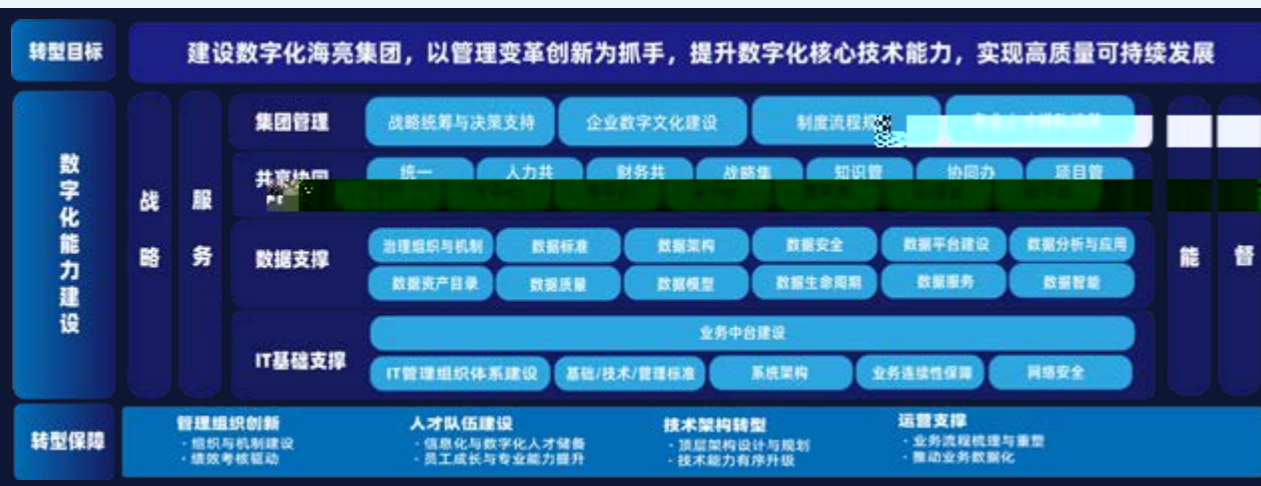 转型目标
建设数字化海亮集团，以管理变革创新为抓手，提升数字化核心技术能力，实现高质量可持续发展
数字化能力建设
战略
服务
集团管理
战略统筹与决策支持
企业数字文化建设
制度流程
共享协同
统一
人力共
财务共
战略集
知识管
协同办
项目管
数据支撑
治理组织与机制
数据标准
数据架构
数据安全
数据平台建设
数据分析与应用
数据资产目录
数据质量
数据模型
数据生命周期
数据服务
数据智能
IT基础支撑
业务中台建设
IT管理组织体系建设
基础/技术/管理标准
系统架构
业务连续性保障
网络安全
能
督
转型保障
管理组织创新
·组织与机制建设
·绩效考核驱动
人才队伍建设
·信息化与数字化人才储备
·员工成长与专业能力提升
技术架构转型
·顶层架构设计与规划
·技术能力有序升级
运营支撑
·业务流程梳理与重塑
·推动业务数据化